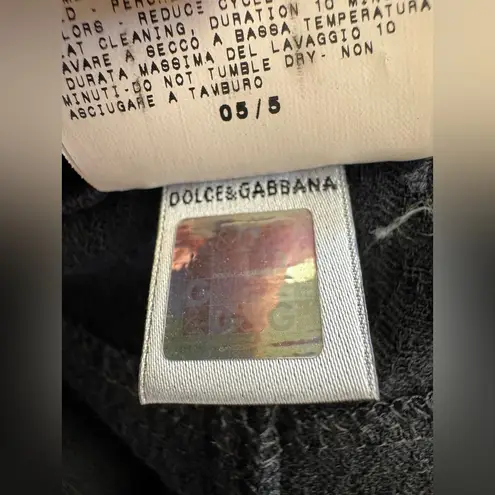 D - PERCH
LORS - REDUCE CYCLE
AT CLEANING, DURATION 10 MIN
AVARE A SECCO A BASSA TEMPERATURA
DURATA MASSIMA DEL LAVAGGIO 10
MINUTI-DO NOT TUMBLE DRY- NON
ASCIUGARE A TAMBURO
05/5
DOLCE&GABBANA